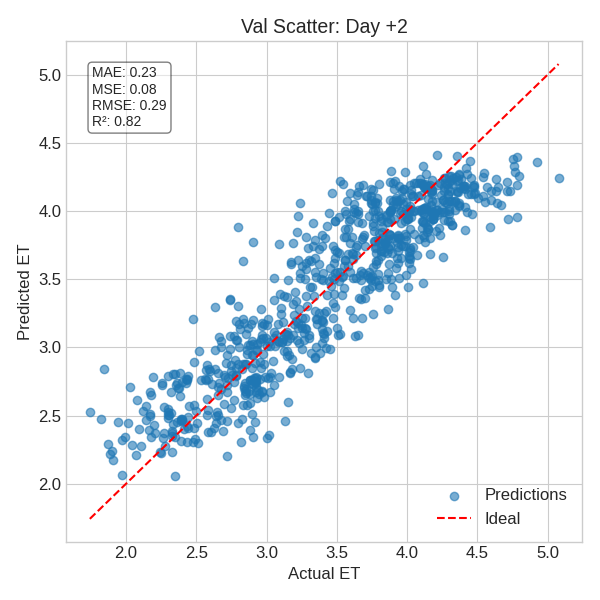 Val Scatter: Day +2
MAE: 0.23
MSE: 0.08
RMSE: 0.29
R²: 0.82
5.0
4.5
4.0
3.5
3.0
2.5
2.0
Predicted ET
Predictions
Ideal
2.0 2.5 3.0 3.5 4.0 4.5 5.0
Actual ET